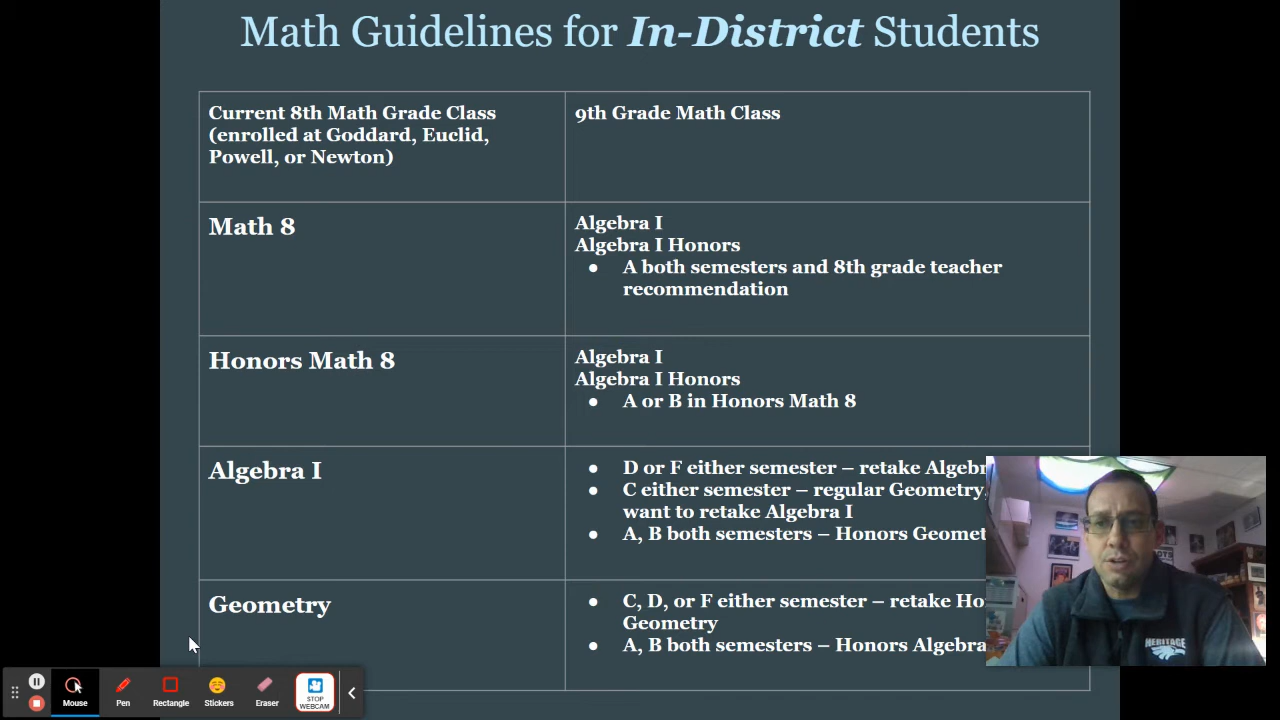 Math Guidelines for In-District Students
Current 8th Math Grade Class
(enrolled at Goddard, Euclid,
Powell, or Newton)
9th Grade Math Class
Math 8
Algebra I
Algebra I Honors
● A both semesters and 8th grade teacher
recommendation
Honors Math 8
Algebra I
Algebra I Honors
● A or B in Honors Math 8
Algebra I
● D or F either semester – retake
● C either semester – regular Geometry,
want to retake Algebra I
● A, B both semesters – Honors
Geometry
● C, D, or F either semester – retake
Geometry
● A, B both semesters – Honors Algebra
HERITAGE
Mouse
Pen
Rectangle
Stickers
Eraser
STOP
WEBCAM